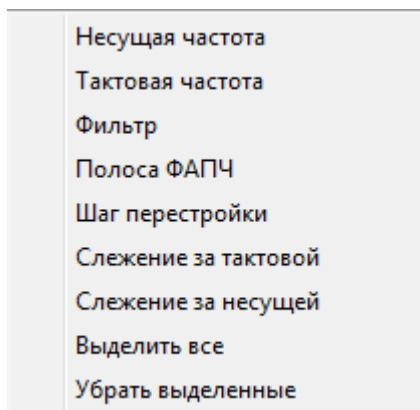 Несущая частота
Тактовая частота
Фильтр
Полоса ФАПЧ
Шаг перестройки
Слежение за тактовой
Слежение за несущей
Выделить все
Убрать выделенные